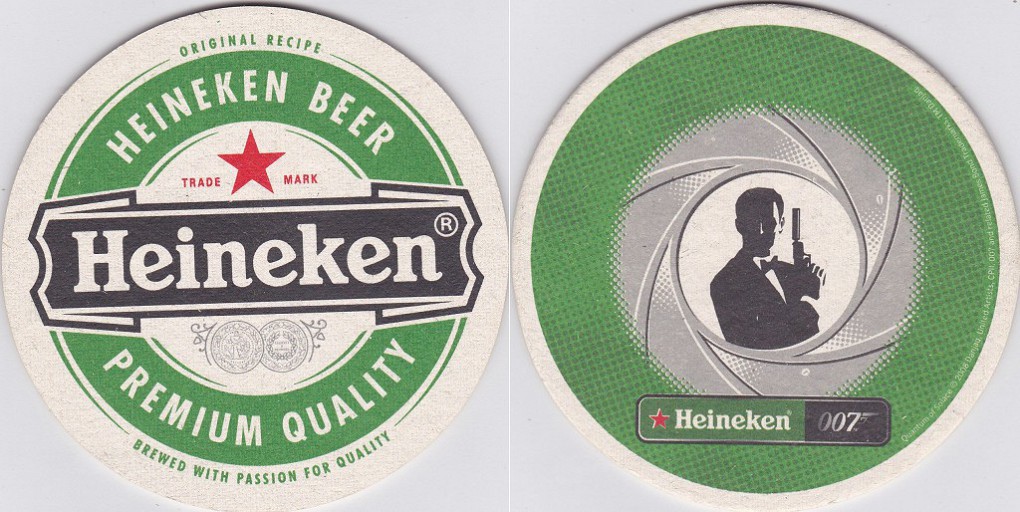 ORIGINAL RECIPE
HEINEKEN BEER
TRADE MARK
Heineken®
PREMIUM QUALITY
BREWED WITH PASSION FOR QUALITY
Heineken® 007